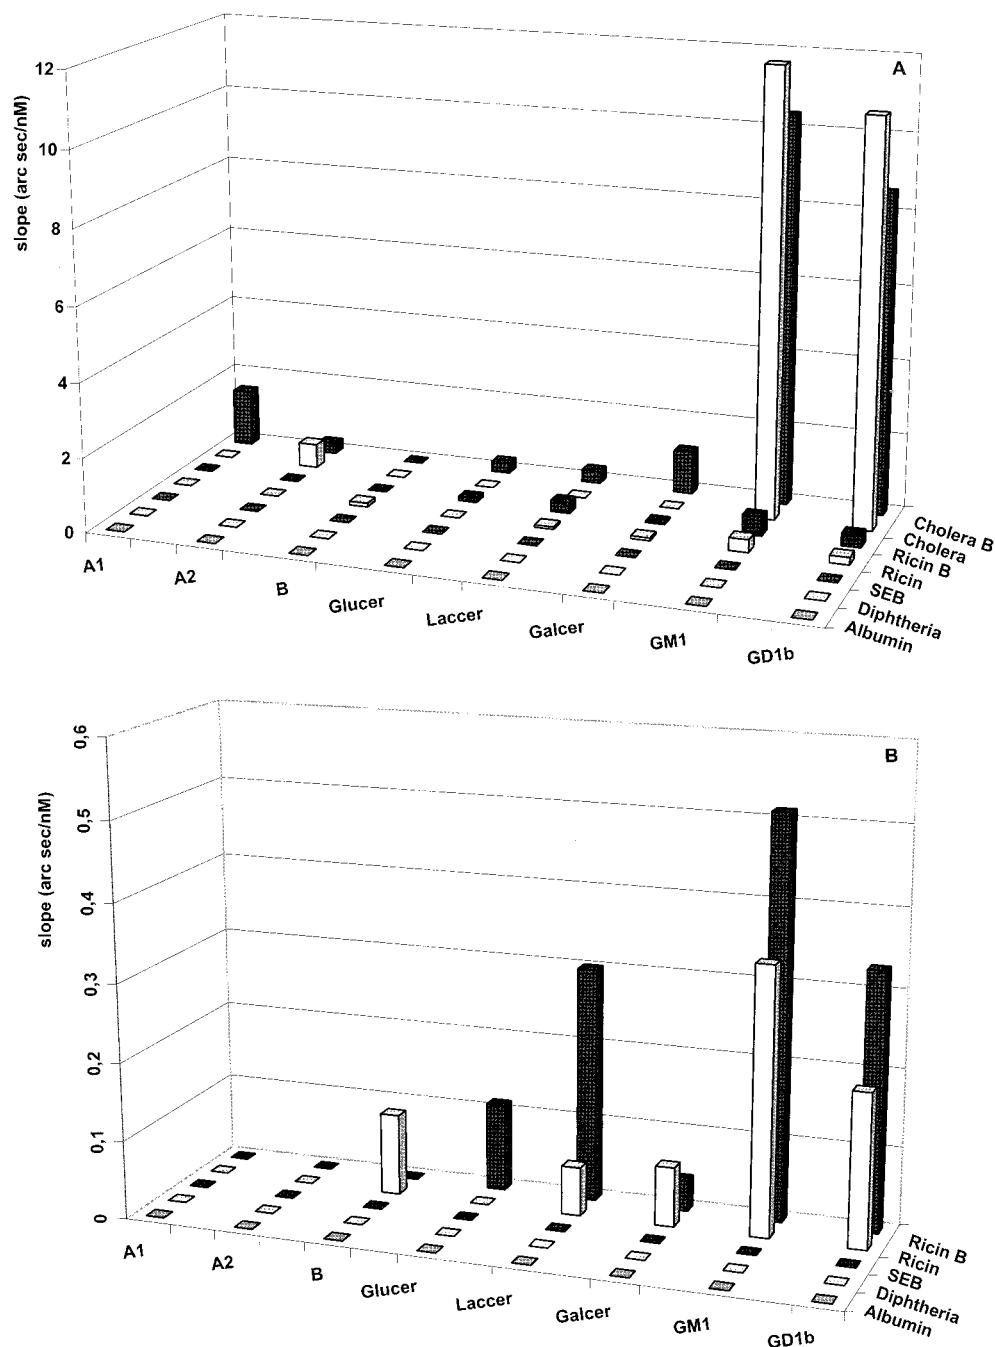 A
12
10
8
6
4
2
0
slope (arc sec/nM)
A1
A2
B
Glucer
Laccer
Galcer
GM1
GD1b
Cholera B
Cholera
Ricin B
Ricin
SEB
Diphtheria
Albumin
B
0,6
0,5
0,4
0,3
0,2
0,1
0
slope (arc sec/nM)
A1
A2
B
Glucer
Laccer
Galcer
GM1
GD1b
Ricin B
Ricin
SEB
Diphtheria
Albumin